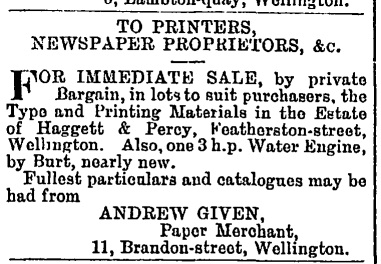 6, Lambton-quay, Wellington.
TO PRINTERS,
NEWSPAPER PROPRIETORS, &c.
FOR IMMEDIATE SALE, by private
Bargain, in lots to suit purchasers, the
Type and Printing Materials in the Estate
of Haggett & Percy, Featherston-street,
Wellington. Also, one 3 h.p. Water Engine,
by Burt, nearly new.
Fullest particulars and catalogues may be
had from
ANDREW GIVEN,
Paper Merchant,
11, Brandon-street, Wellington.